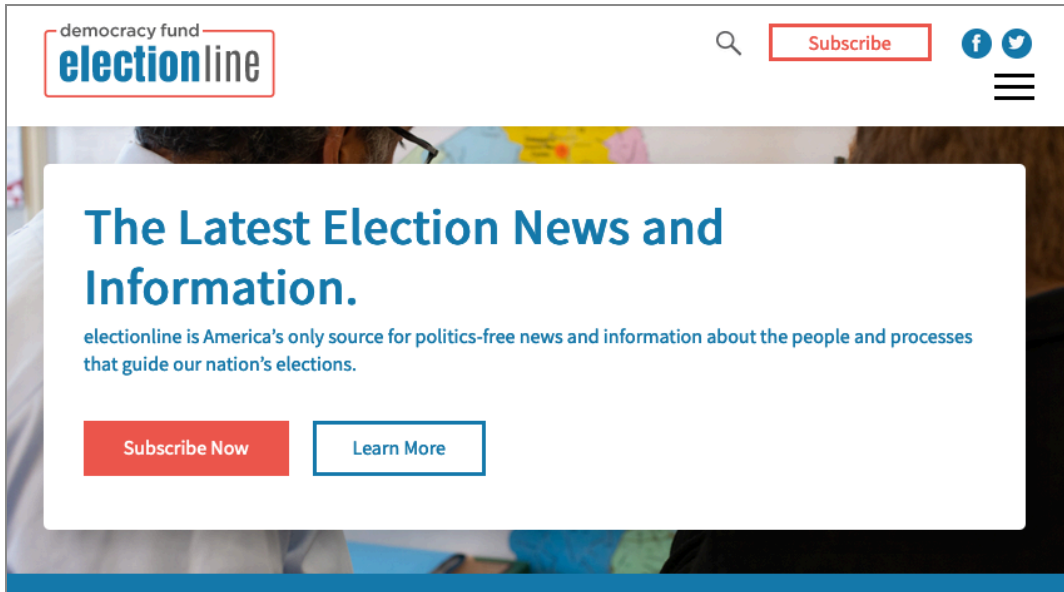 democracy fund
electionline
Subscribe
The Latest Election News and
Information.
electionline is America's only source for politics-free news and information about the people and processes
that guide our nation's elections.
Subscribe Now
Learn More